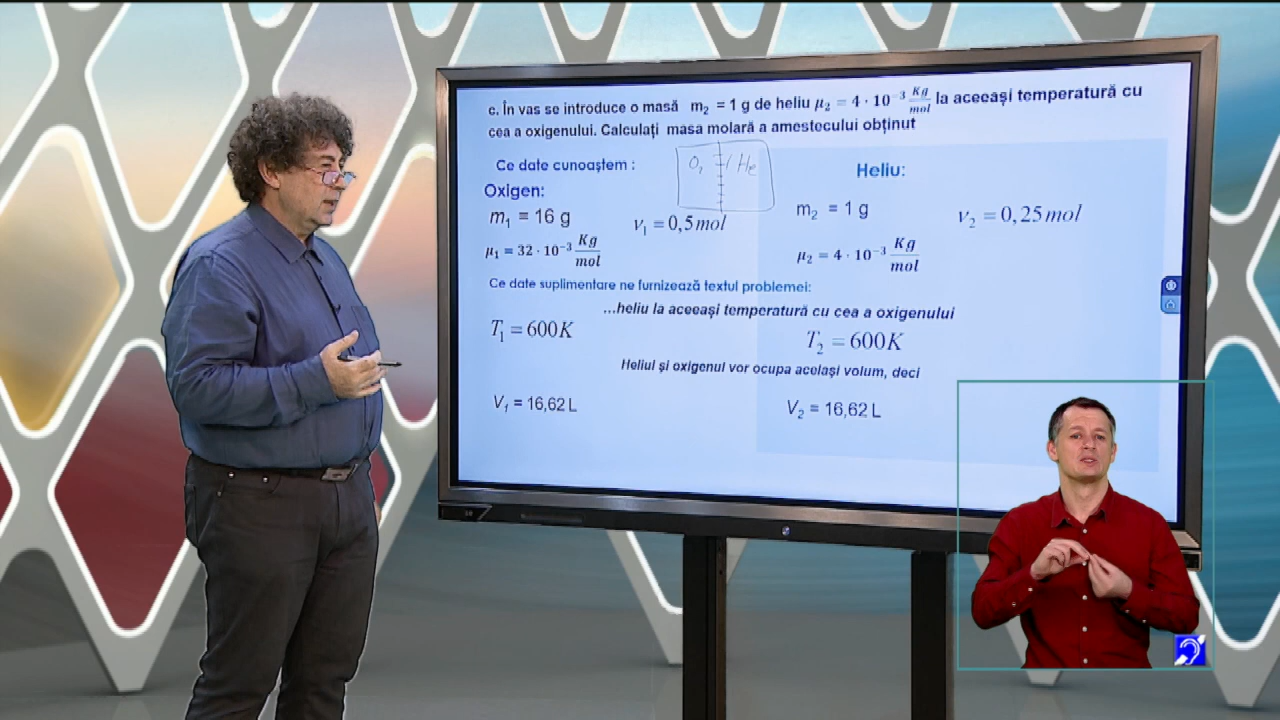 c. În vas se introduce o masă m₂ = 1 g de heliu μ₂ = 4 · 10⁻³ Kg/mol la aceeași temperatură cu
cea a oxigenului. Calculați masa molară a amestecului obținut
Ce date cunoaștem :
O₂ He
Oxigen:
Heliu:
m₁ = 16 g
ν₁ = 0,5 mol
m₂ = 1 g
ν₂ = 0,25 mol
μ₁ = 32 · 10⁻³ Kg/mol
μ₂ = 4 · 10⁻³ Kg/mol
Ce date suplimentare ne furnizează textul problemei:
...heliu la aceeași temperatură cu cea a oxigenului
T₁ = 600K
T₂ = 600K
Heliul și oxigenul vor ocupa același volum, deci
V₁ = 16,62 L
V₂ = 16,62 L